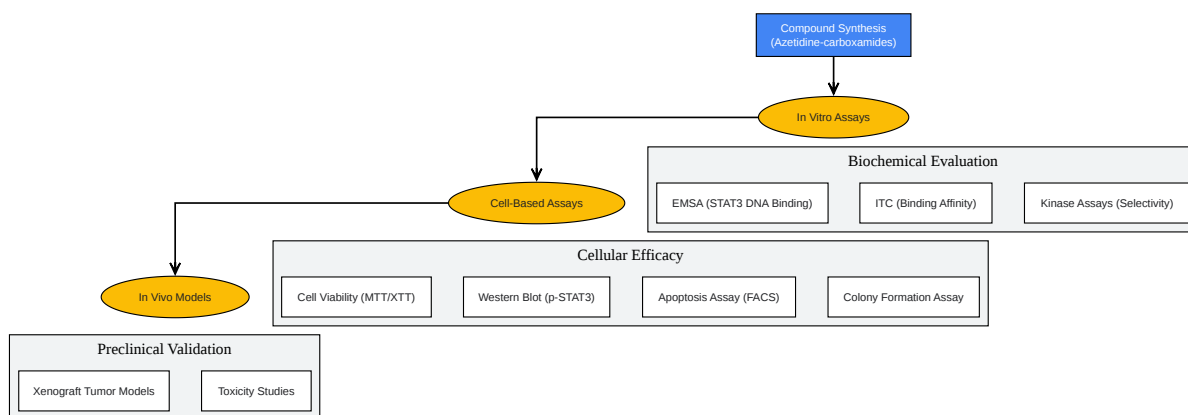 Compound Synthesis
(Azetidine-carboxamides)
In Vitro Assays
Biochemical Evaluation
EMSA (STAT3 DNA Binding)
ITC (Binding Affinity)
Kinase Assays (Selectivity)
Cell-Based Assays
Cellular Efficacy
Cell Viability (MTT/XTT)
Western Blot (p-STAT3)
Apoptosis Assay (FACS)
Colony Formation Assay
In Vivo Models
Preclinical Validation
Xenograft Tumor Models
Toxicity Studies